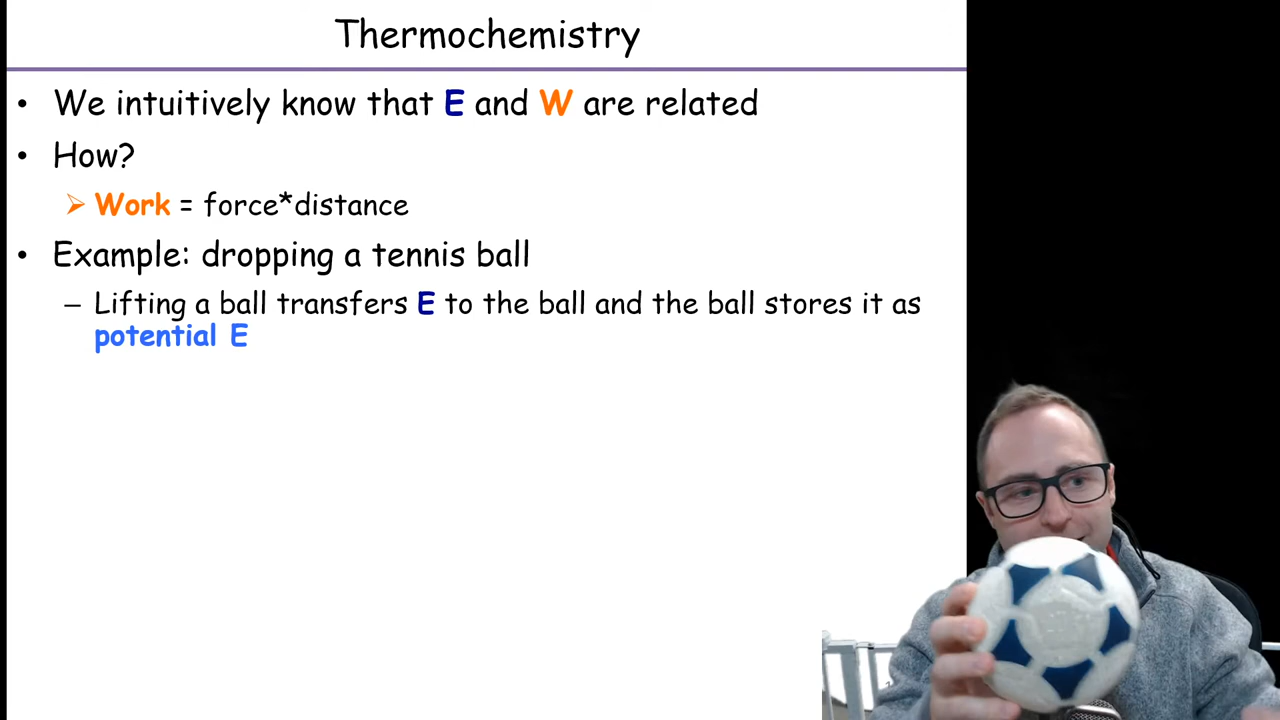 Thermochemistry
• We intuitively know that E and W are related
• How?
➢ Work = force*distance
• Example: dropping a tennis ball
– Lifting a ball transfers E to the ball and the ball stores it as
potential E